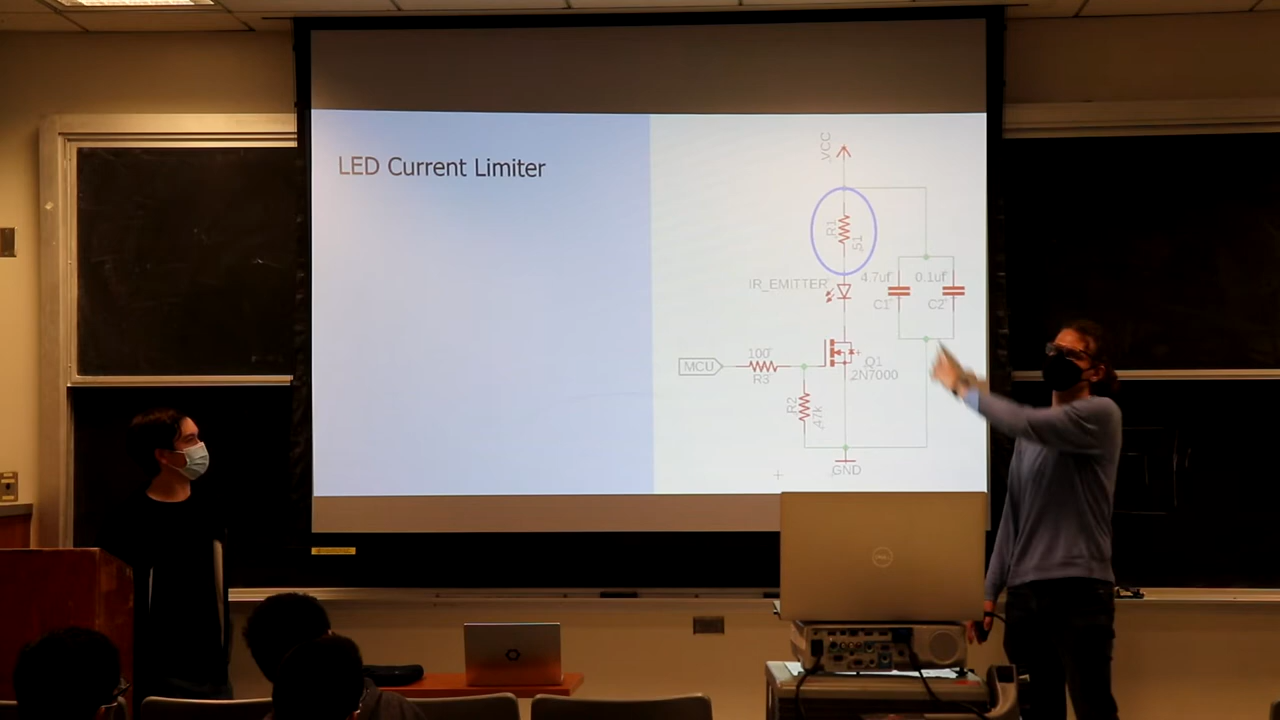 LED Current Limiter
VCC
R1
51
IR_EMITTER
4.7uf
0.1uf
C1
C2
100
MCU
R3
Q1
2N7000
R2
47k
GND
DELL